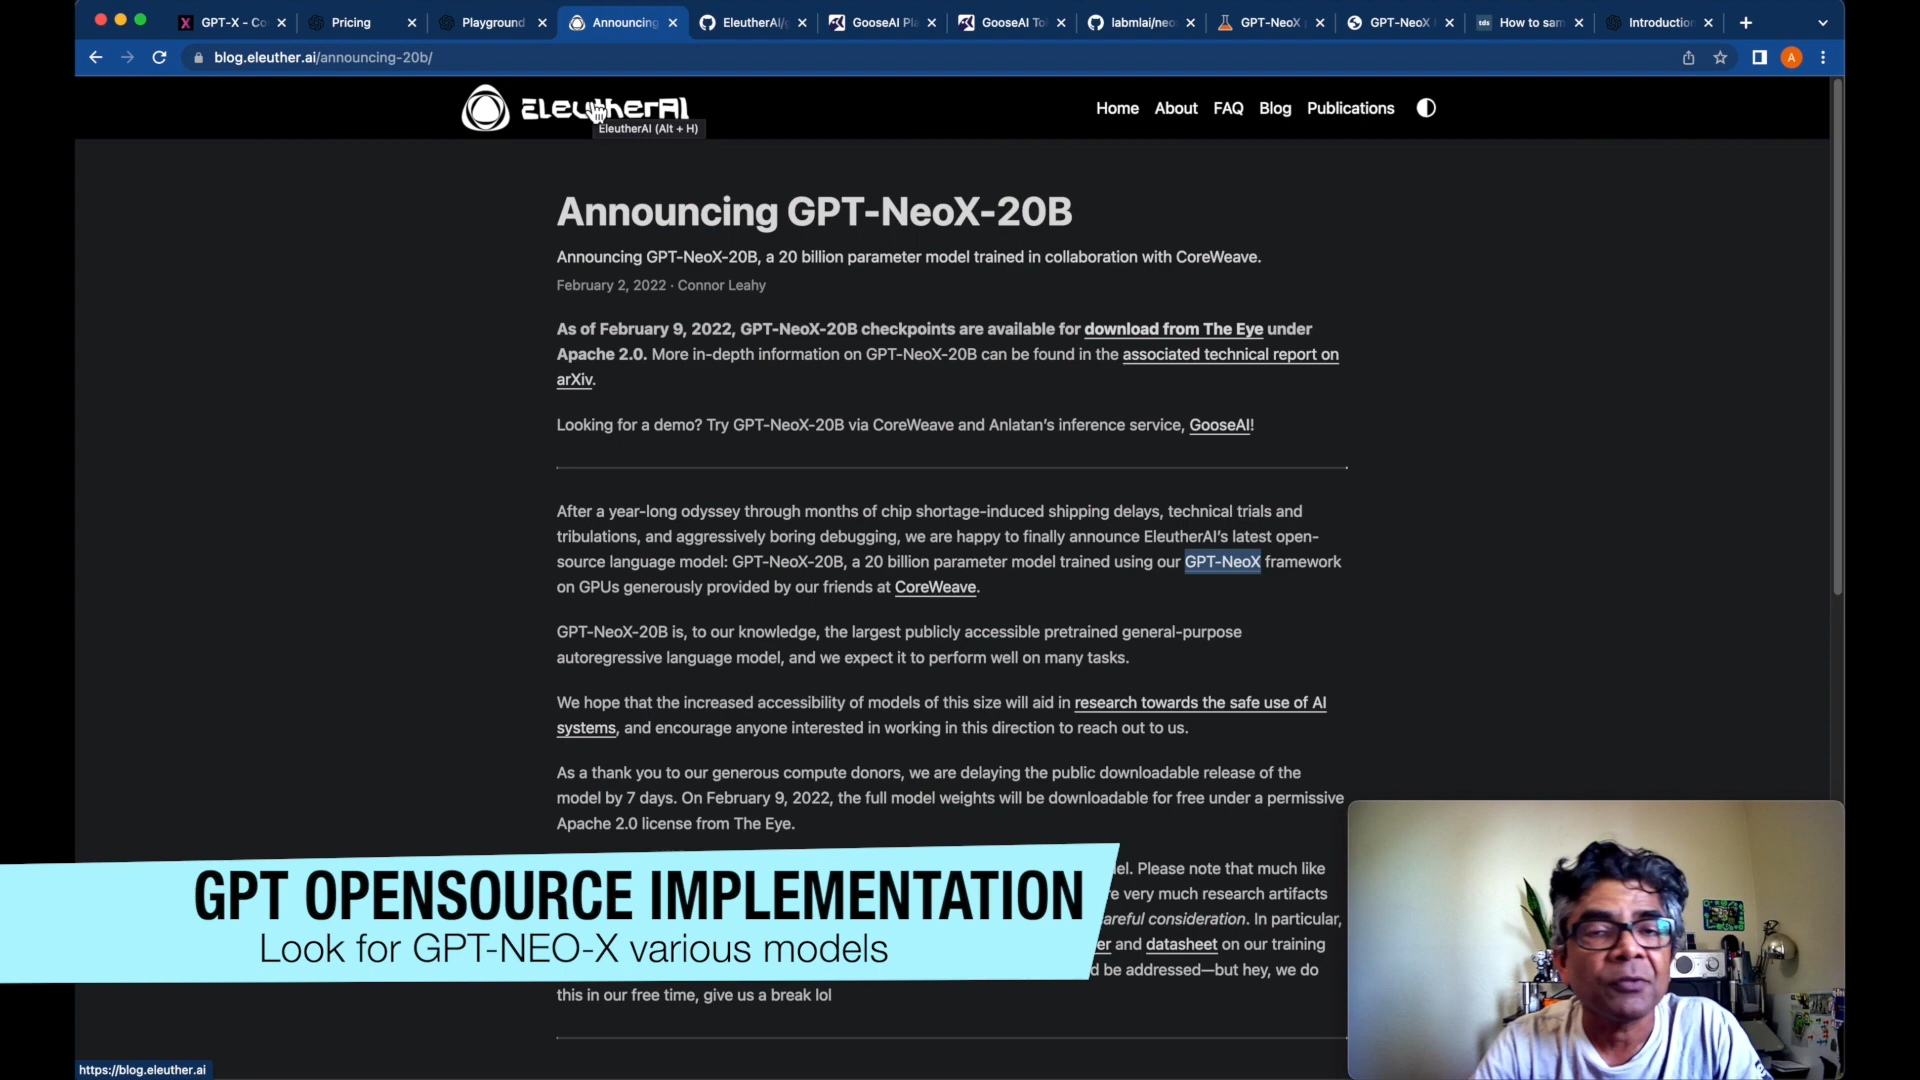 GPT-X - Co
Pricing
Playground
Announcing
EleutherAI/g
GooseAI Pla
GooseAI To
labmlai/neo
GPT-NeoX
GPT-NeoX
tds
How to sam
Introduction
blog.eleuther.ai/announcing-20b/
A
EleutherAI
EleutherAI (Alt + H)
Home
About
FAQ
Blog
Publications
Announcing GPT-NeoX-20B
Announcing GPT-NeoX-20B, a 20 billion parameter model trained in collaboration with CoreWeave.
February 2, 2022 · Connor Leahy
As of February 9, 2022, GPT-NeoX-20B checkpoints are available for download from The Eye under
Apache 2.0. More in-depth information on GPT-NeoX-20B can be found in the associated technical report on
arXiv.
Looking for a demo? Try GPT-NeoX-20B via CoreWeave and Anlatan's inference service, GooseAI!
After a year-long odyssey through months of chip shortage-induced shipping delays, technical trials and
tribulations, and aggressively boring debugging, we are happy to finally announce EleutherAI's latest open-
source language model: GPT-NeoX-20B, a 20 billion parameter model trained using our GPT-NeoX framework
on GPUs generously provided by our friends at CoreWeave.
GPT-NeoX-20B is, to our knowledge, the largest publicly accessible pretrained general-purpose
autoregressive language model, and we expect it to perform well on many tasks.
We hope that the increased accessibility of models of this size will aid in research towards the safe use of AI
systems, and encourage anyone interested in working in this direction to reach out to us.
As a thank you to our generous compute donors, we are delaying the public downloadable release of the
model by 7 days. On February 9, 2022, the full model weights will be downloadable for free under a permissive
Apache 2.0 license from The Eye.
el. Please note that much like
e very much research artifacts
areful consideration. In particular,
er and datasheet on our training
d be addressed—but hey, we do
this in our free time, give us a break lol
GPT OPENSOURCE IMPLEMENTATION
Look for GPT-NEO-X various models
https://blog.eleuther.ai